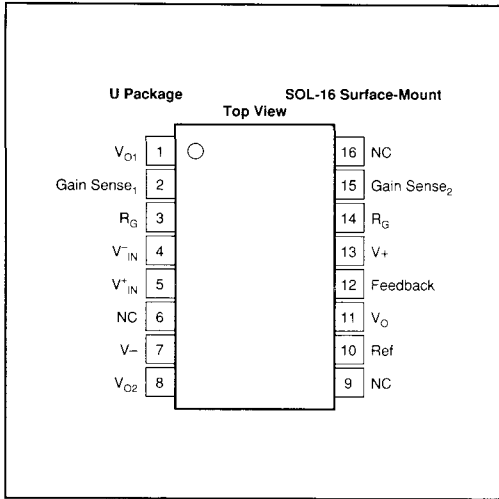 U Package SOL-16 Surface-Mount
Top View
V_O1 1 16 NC
Gain Sense_1 2 15 Gain Sense_2
R_G 3 14 R_G
V^-_IN 4 13 V+
V^+_IN 5 12 Feedback
NC 6 11 V_O
V– 7 10 Ref
V_O2 8 9 NC